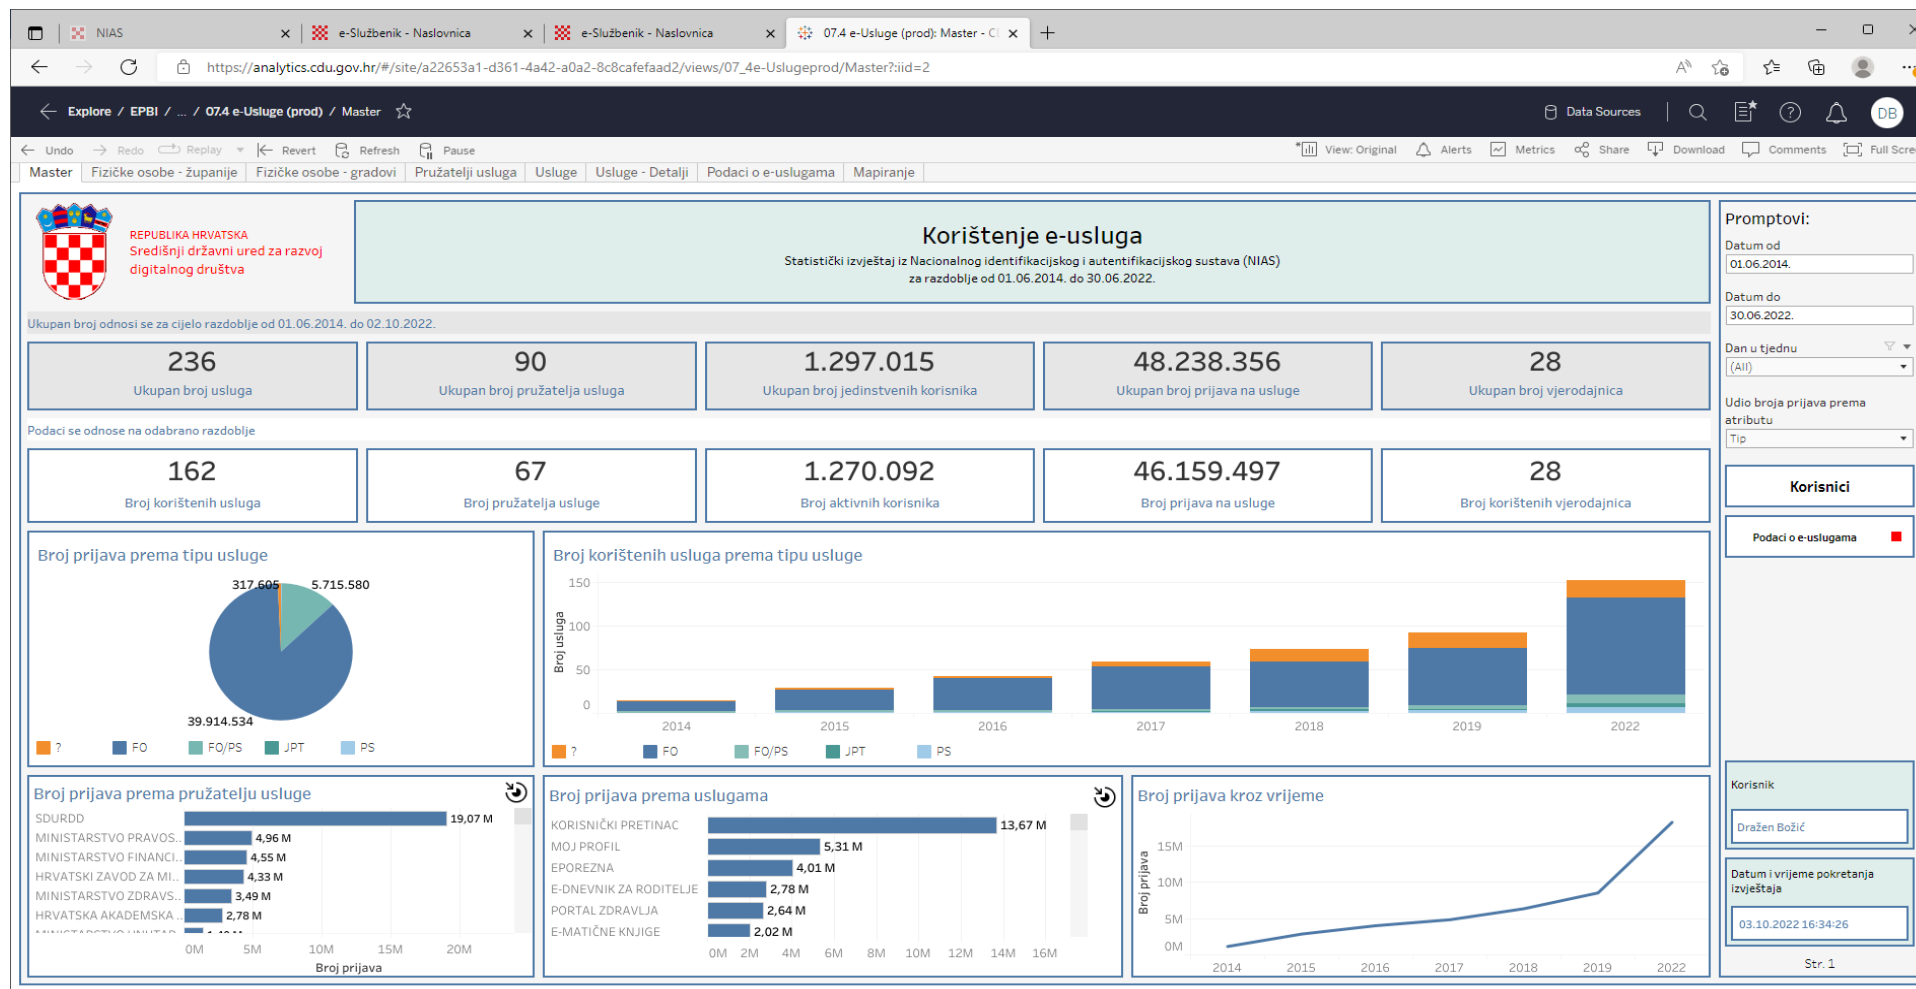 NIAS
e-Službenik - Naslovnica
e-Službenik - Naslovnica
07.4 e-Usluge (prod): Master - C
https://analytics.cdu.gov.hr/#/site/a22653a1-d361-4a42-a0a2-8c8cafefaad2/views/07_4e-Uslugeprod/Master?:iid=2
Explore / EPBI / ... / 07.4 e-Usluge (prod) / Master
Data Sources
DB
Undo Redo Replay Revert Refresh Pause
View: Original Alerts Metrics Share Download Comments Full Scre
Master Fizičke osobe - županije Fizičke osobe - gradovi Pružatelji usluga Usluge Usluge - Detalji Podaci o e-uslugama Mapiranje
REPUBLIKA HRVATSKA
Središnji državni ured za razvoj
digitalnog društva
Korištenje e-usluga
Statistički izvještaj iz Nacionalnog identifikacijskog i autentifikacijskog sustava (NIAS)
za razdoblje od 01.06.2014. do 30.06.2022.
Ukupan broj odnosi se za cijelo razdoblje od 01.06.2014. do 02.10.2022.
236
Ukupan broj usluga
90
Ukupan broj pružatelja usluga
1.297.015
Ukupan broj jedinstvenih korisnika
48.238.356
Ukupan broj prijava na usluge
28
Ukupan broj vjerodajnica
Podaci se odnose na odabrano razdoblje
162
Broj korištenih usluga
67
Broj pružatelja usluge
1.270.092
Broj aktivnih korisnika
46.159.497
Broj prijava na usluge
28
Broj korištenih vjerodajnica
Broj prijava prema tipu usluge
317.605 5.715.580
39.914.534
? FO FO/PS JPT PS
Broj korištenih usluga prema tipu usluge
Broj usluga
150
100
50
0
2014 2015 2016 2017 2018 2019 2022
? FO FO/PS JPT PS
Broj prijava prema pružatelju usluge
SDURDD 19,07 M
MINISTARSTVO PRAVOS.. 4,96 M
MINISTARSTVO FINANCI.. 4,55 M
HRVATSKI ZAVOD ZA MI.. 4,33 M
MINISTARSTVO ZDRAVS.. 3,49 M
HRVATSKA AKADEMSKA .. 2,78 M
0M 5M 10M 15M 20M
Broj prijava
Broj prijava prema uslugama
KORISNIČKI PRETINAC 13,67 M
MOJ PROFIL 5,31 M
EPOREZNA 4,01 M
E-DNEVNIK ZA RODITELJE 2,78 M
PORTAL ZDRAVLJA 2,64 M
E-MATIČNE KNJIGE 2,02 M
0M 2M 4M 6M 8M 10M 12M 14M 16M
Broj prijava kroz vrijeme
Broj prijava
15M
10M
5M
0M
2014 2015 2016 2017 2018 2019 2022
Promptovi:
Datum od
01.06.2014.
Datum do
30.06.2022.
Dan u tjednu
(All)
Udio broja prijava prema
atributu
Tip
Korisnici
Podaci o e-uslugama
Korisnik
Dražen Božić
Datum i vrijeme pokretanja
izvještaja
03.10.2022 16:34:26
Str. 1